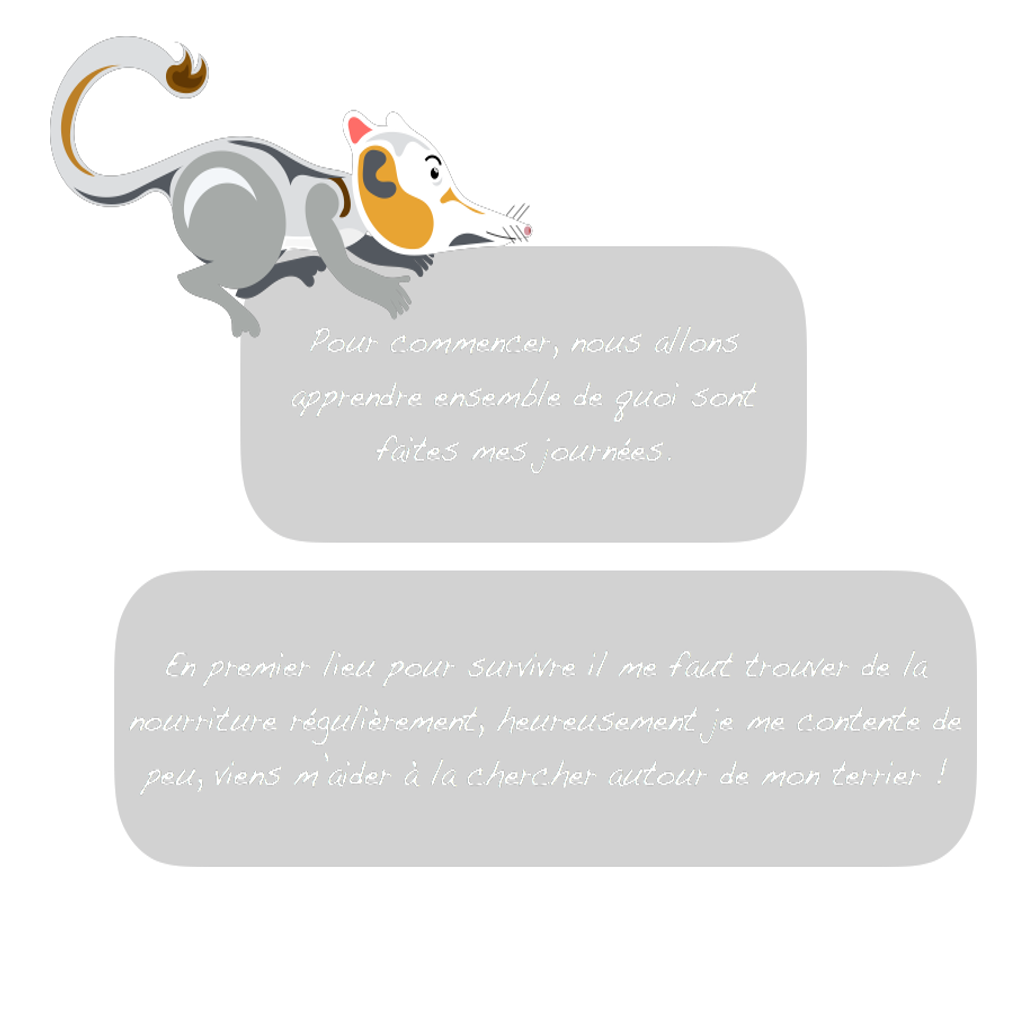 Pour commencer, nous allons
apprendre ensemble de quoi sont
faites mes journées.
En premier lieu pour survivre il me faut trouver de la
nourriture régulièrement, heureusement je me contente de
peu, viens m'aider à la chercher autour de mon terrier !